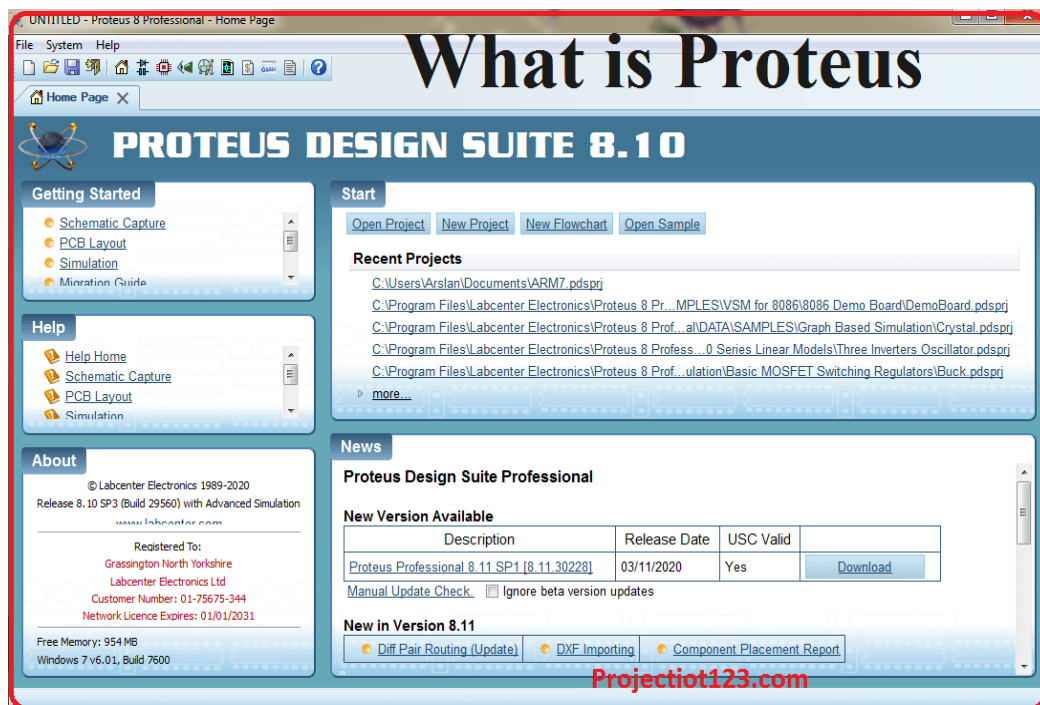 UNTITLED - Proteus 8 Professional - Home Page
File System Help
What is Proteus
Home Page
PROTEUS DESIGN SUITE 8.10
Getting Started
Schematic Capture
PCB Layout
Simulation
Migration Guide
Help
Help Home
Schematic Capture
PCB Layout
Simulation
About
© Labcenter Electronics 1989-2020
Release 8.10 SP3 (Build 29560) with Advanced Simulation
www.labcenter.com
Registered To:
Grassington North Yorkshire
Labcenter Electronics Ltd
Customer Number: 01-75675-344
Network Licence Expires: 01/01/2031
Free Memory: 954 MB
Windows 7 v6.01, Build 7600
Start
Open Project New Project New Flowchart Open Sample
Recent Projects
C:\Users\Arslan\Documents\ARM7.pdsprj
C:\Program Files\Labcenter Electronics\Proteus 8 Pr...MPLES\VSM for 8086\8086 Demo Board\DemoBoard.pdsprj
C:\Program Files\Labcenter Electronics\Proteus 8 Prof...al\DATA\SAMPLES\Graph Based Simulation\Crystal.pdsprj
C:\Program Files\Labcenter Electronics\Proteus 8 Profess...0 Series Linear Models\Three Inverters Oscillator.pdsprj
C:\Program Files\Labcenter Electronics\Proteus 8 Prof...ulation\Basic MOSFET Switching Regulators\Buck.pdsprj
more...
News
Proteus Design Suite Professional
New Version Available
Description Release Date USC Valid
Proteus Professional 8.11 SP1 [8.11.30228] 03/11/2020 Yes Download
Manual Update Check. Ignore beta version updates
New in Version 8.11
Diff Pair Routing (Update) DXF Importing Component Placement Report
Projectiot123.com